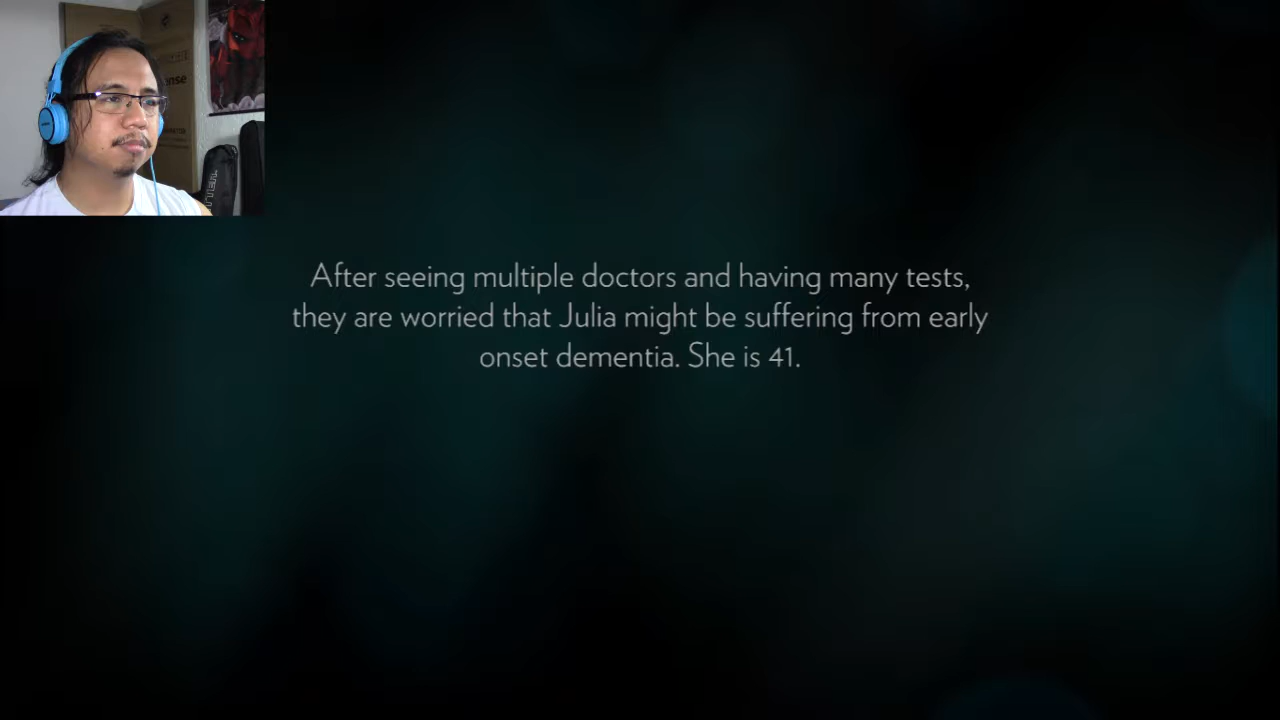 ense
After seeing multiple doctors and having many tests,
they are worried that Julia might be suffering from early
onset dementia. She is 41.